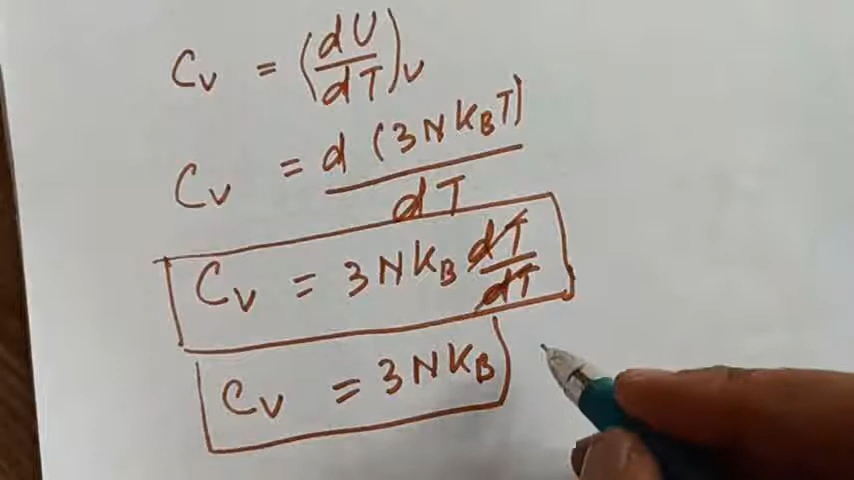 Cv = (dU/dT)v
Cv = d (3NKBT)/dT
Cv = 3NKB dT/dT
Cv = 3NKB